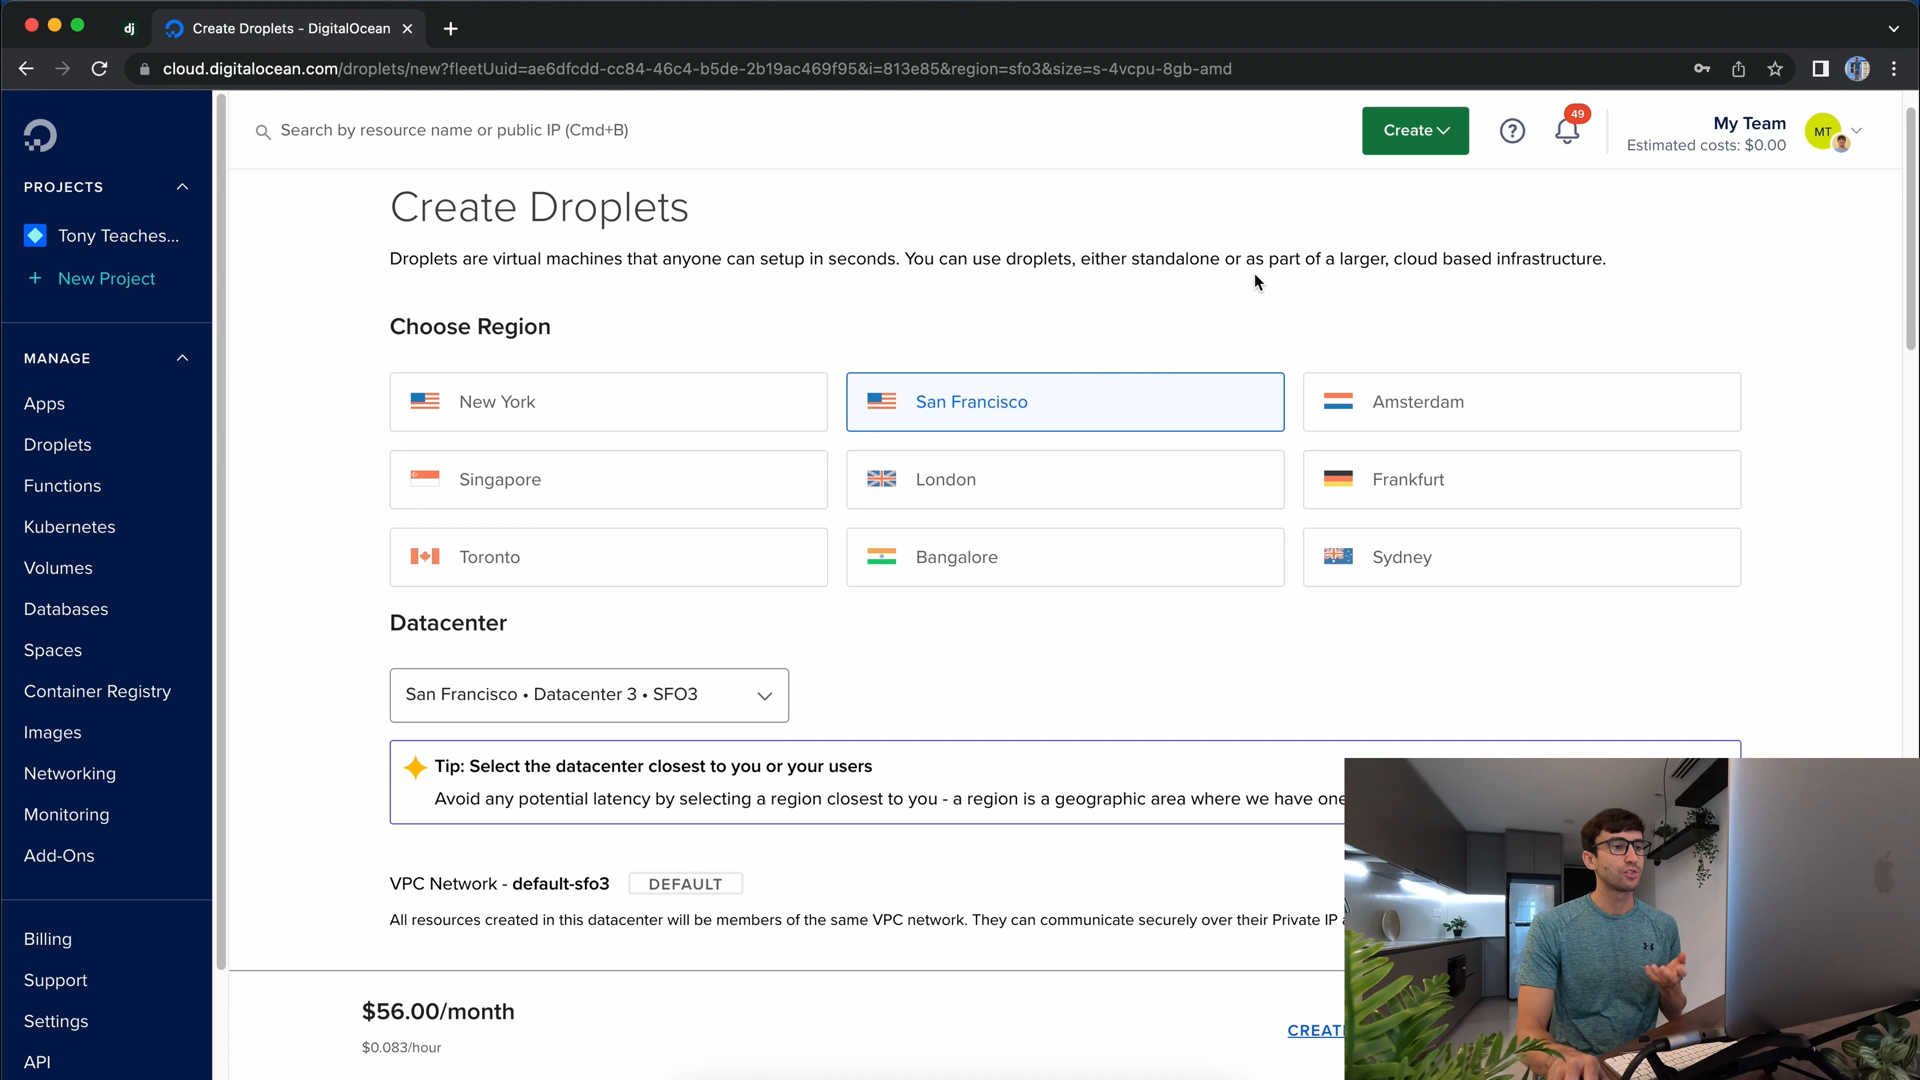 dj
Create Droplets - DigitalOcean
cloud.digitalocean.com/droplets/new?fleetUuid=ae6dfcdd-cc84-46c4-b5de-2b19ac469f95&i=813e85&region=sfo3&size=s-4vcpu-8gb-amd
Search by resource name or public IP (Cmd+B)
Create
49
My Team
Estimated costs: $0.00
MT
PROJECTS
Tony Teaches...
+ New Project
MANAGE
Apps
Droplets
Functions
Kubernetes
Volumes
Databases
Spaces
Container Registry
Images
Networking
Monitoring
Add-Ons
Billing
Support
Settings
API
Create Droplets
Droplets are virtual machines that anyone can setup in seconds. You can use droplets, either standalone or as part of a larger, cloud based infrastructure.
Choose Region
New York
San Francisco
Amsterdam
Singapore
London
Frankfurt
Toronto
Bangalore
Sydney
Datacenter
San Francisco • Datacenter 3 • SFO3
Tip: Select the datacenter closest to you or your users
Avoid any potential latency by selecting a region closest to you - a region is a geographic area where we have one
VPC Network - default-sfo3 DEFAULT
All resources created in this datacenter will be members of the same VPC network. They can communicate securely over their Private IP
$56.00/month
$0.083/hour
CREAT